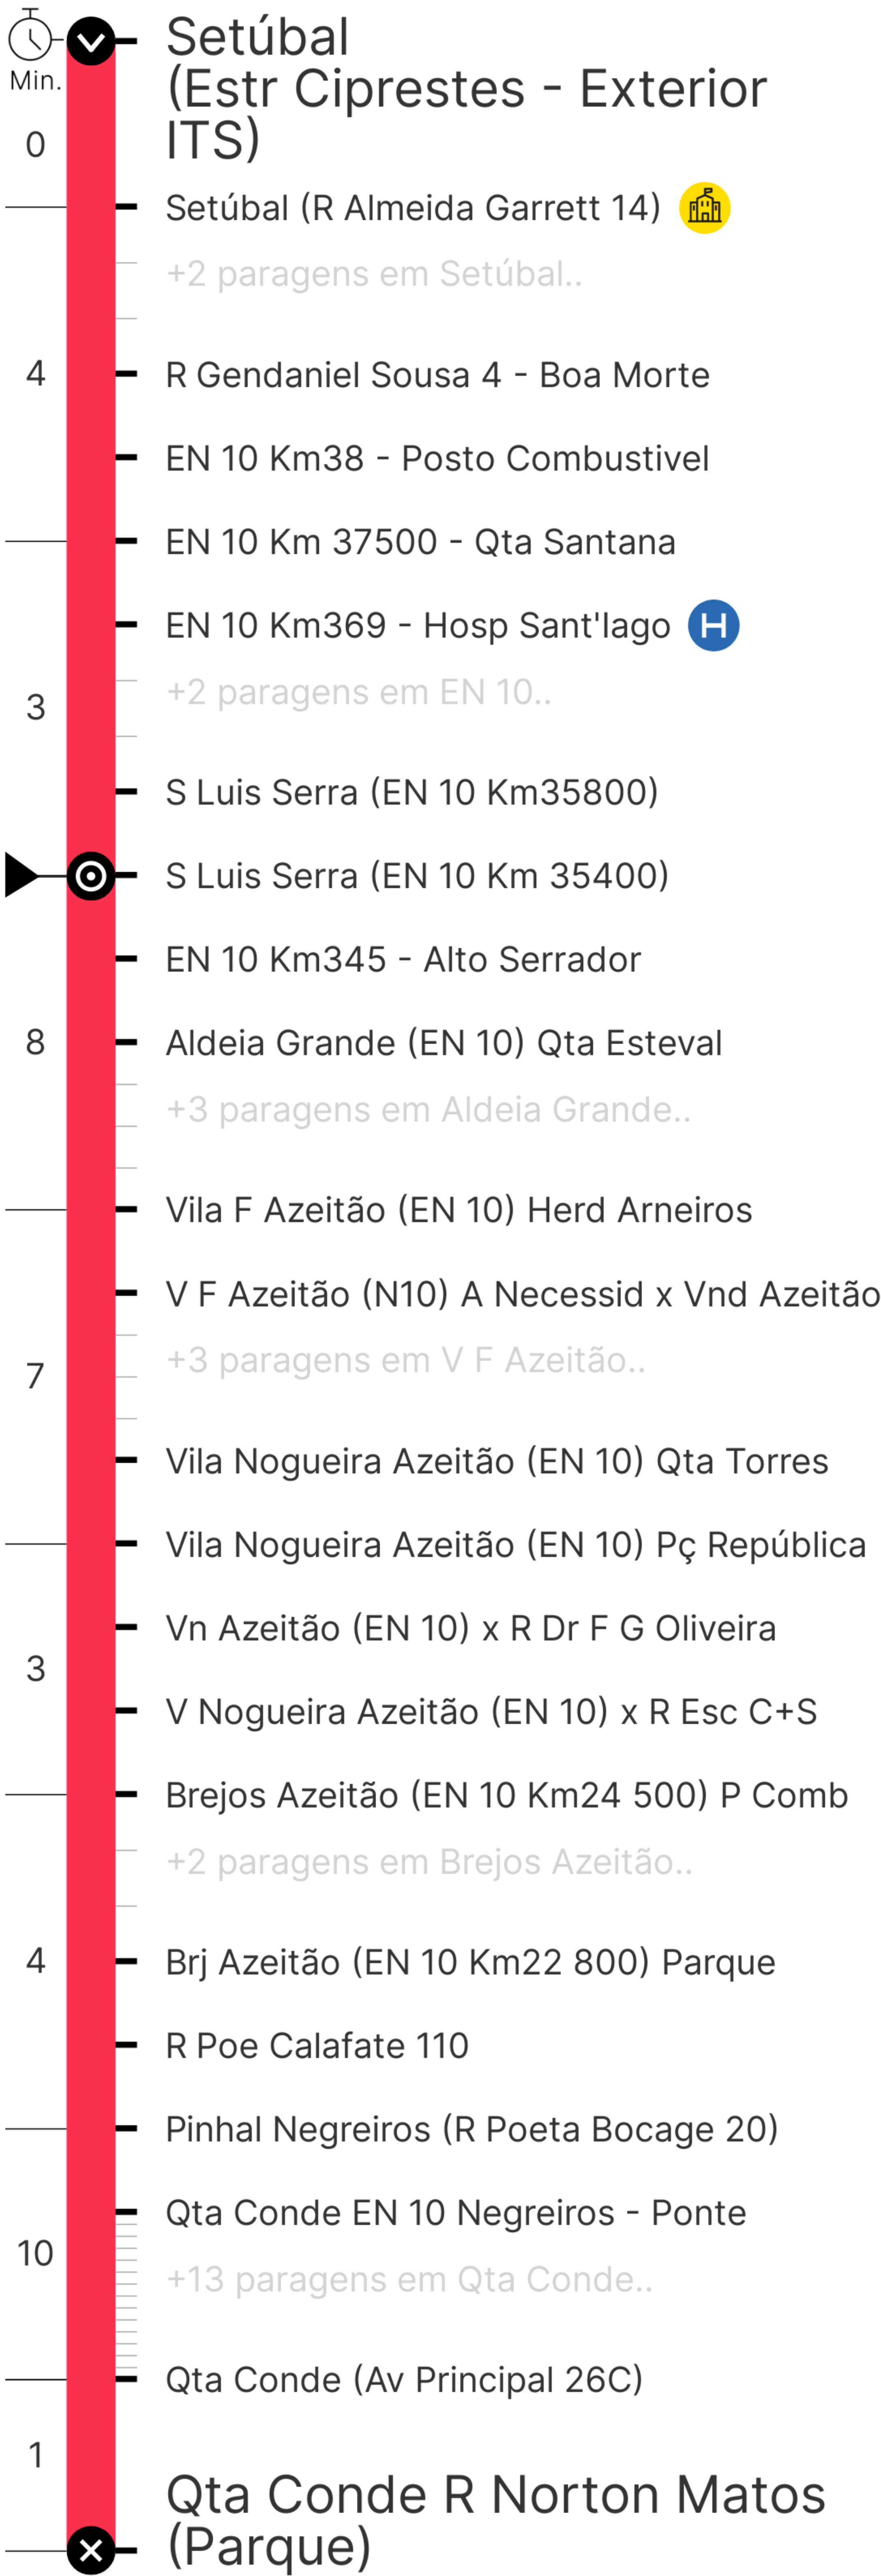 Min.
Setúbal
(Estr Ciprestes - Exterior
ITS)
0
Setúbal (R Almeida Garrett 14)
+2 paragens em Setúbal..
4
R Gendaniel Sousa 4 - Boa Morte
EN 10 Km38 - Posto Combustivel
EN 10 Km 37500 - Qta Santana
EN 10 Km369 - Hosp Sant'Iago H
+2 paragens em EN 10..
3
S Luis Serra (EN 10 Km35800)
S Luis Serra (EN 10 Km 35400)
EN 10 Km345 - Alto Serrador
8
Aldeia Grande (EN 10) Qta Esteval
+3 paragens em Aldeia Grande..
Vila F Azeitão (EN 10) Herd Arneiros
V F Azeitão (N10) A Necessid x Vnd Azeitão
+3 paragens em V F Azeitão..
7
Vila Nogueira Azeitão (EN 10) Qta Torres
Vila Nogueira Azeitão (EN 10) Pç República
Vn Azeitão (EN 10) x R Dr F G Oliveira
3
V Nogueira Azeitão (EN 10) x R Esc C+S
Brejos Azeitão (EN 10 Km24 500) P Comb
+2 paragens em Brejos Azeitão..
4
Brj Azeitão (EN 10 Km22 800) Parque
R Poe Calafate 110
Pinhal Negreiros (R Poeta Bocage 20)
Qta Conde EN 10 Negreiros - Ponte
10
+13 paragens em Qta Conde..
Qta Conde (Av Principal 26C)
1
Qta Conde R Norton Matos
(Parque)